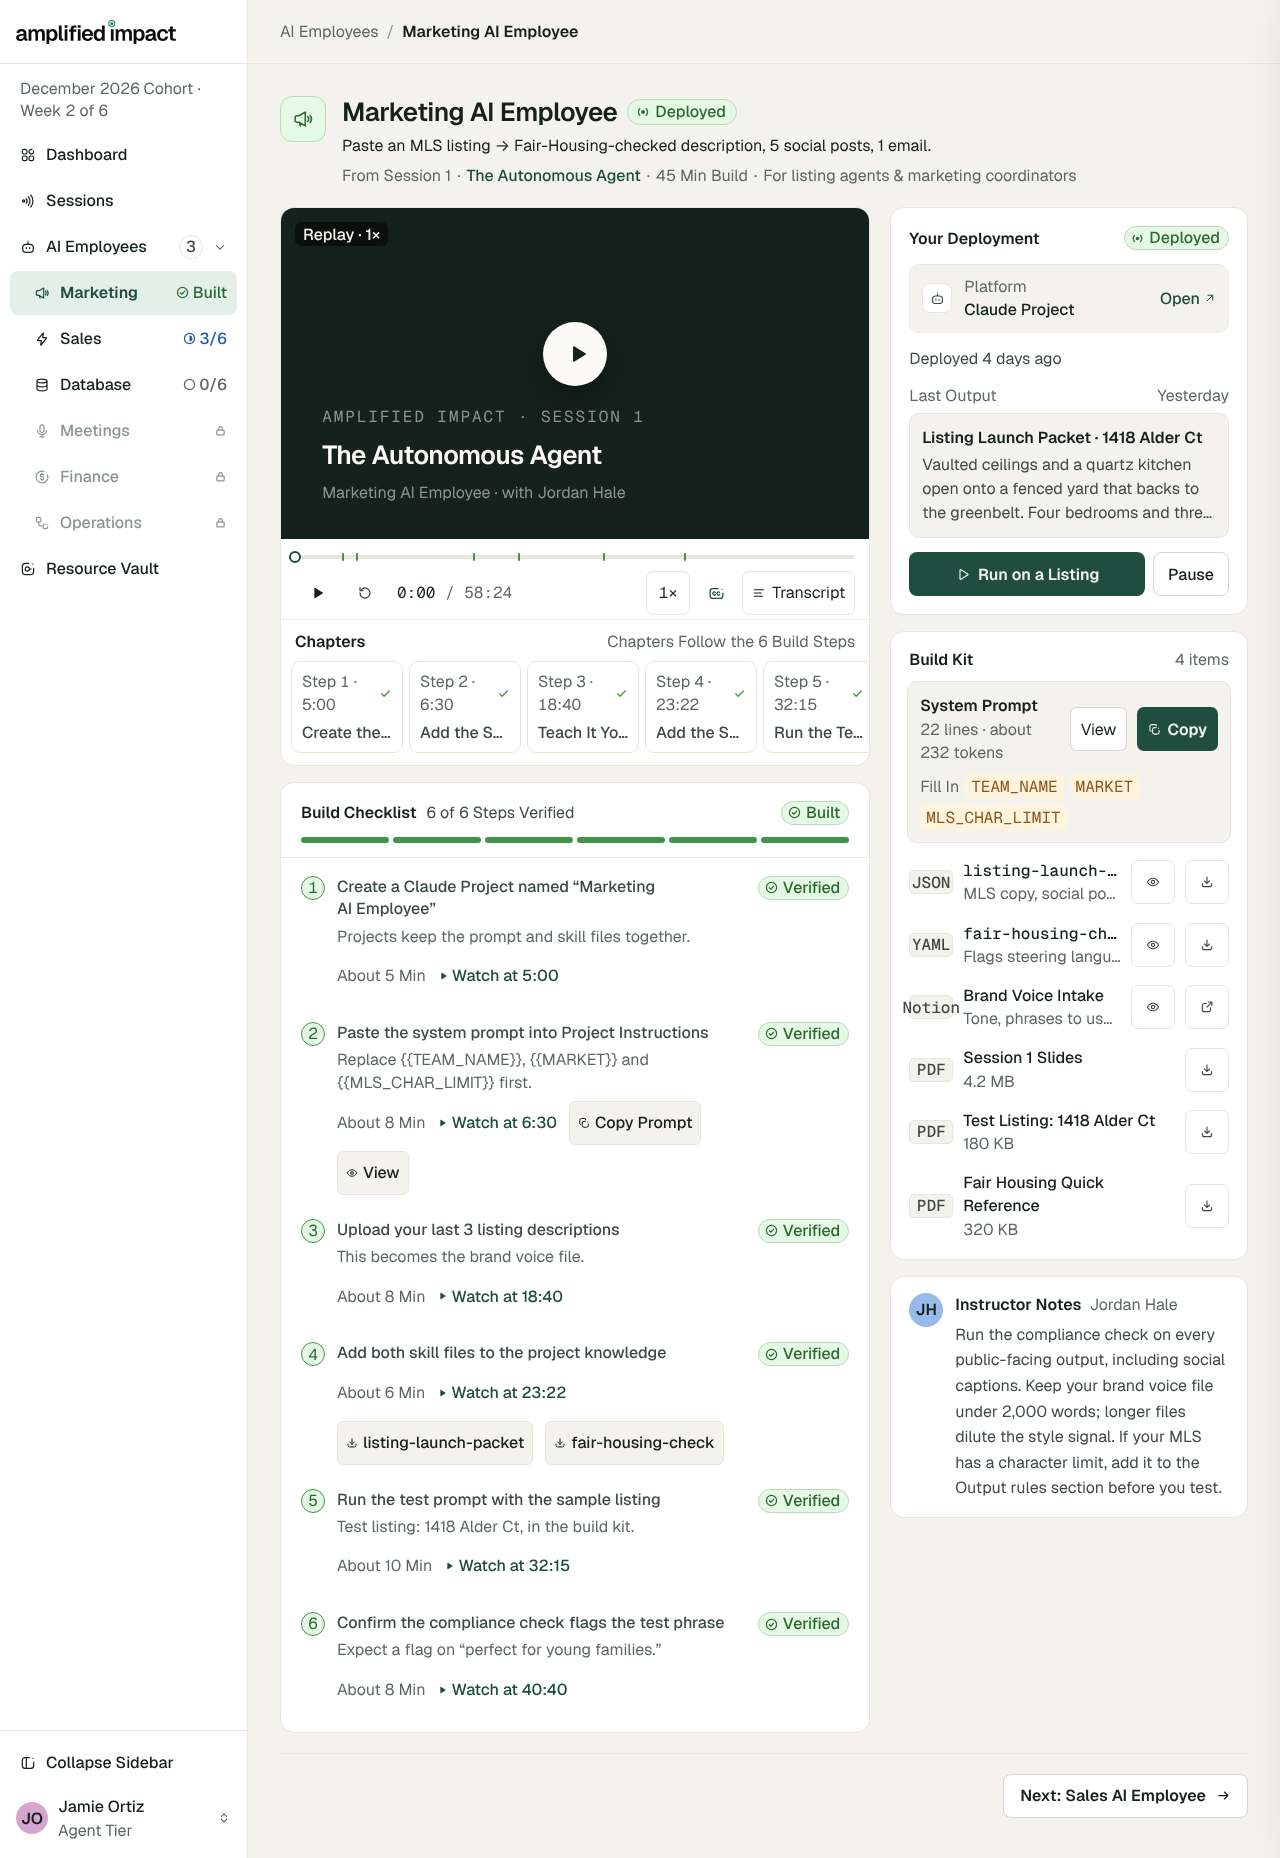 amplified impact
December 2026 Cohort ·
Week 2 of 6
Dashboard
Sessions
AI Employees 3
Marketing Built
Sales 3/6
Database 0/6
Meetings
Finance
Operations
Resource Vault
Collapse Sidebar
JO Jamie Ortiz
Agent Tier
AI Employees / Marketing AI Employee
Marketing AI Employee Deployed
Paste an MLS listing → Fair-Housing-checked description, 5 social posts, 1 email.
From Session 1 · The Autonomous Agent · 45 Min Build · For listing agents & marketing coordinators
Replay · 1×
AMPLIFIED IMPACT · SESSION 1
The Autonomous Agent
Marketing AI Employee · with Jordan Hale
0:00 / 58:24 1× CC Transcript
Chapters Chapters Follow the 6 Build Steps
Step 1 ·
5:00
Create the…
Step 2 ·
6:30
Add the S…
Step 3 ·
18:40
Teach It Yo…
Step 4 ·
23:22
Add the S…
Step 5 ·
32:15
Run the Te…
Build Checklist 6 of 6 Steps Verified Built
1 Create a Claude Project named “Marketing
AI Employee” Verified
Projects keep the prompt and skill files together.
About 5 Min Watch at 5:00
2 Paste the system prompt into Project Instructions Verified
Replace {{TEAM_NAME}}, {{MARKET}} and
{{MLS_CHAR_LIMIT}} first.
About 8 Min Watch at 6:30 Copy Prompt
View
3 Upload your last 3 listing descriptions Verified
This becomes the brand voice file.
About 8 Min Watch at 18:40
4 Add both skill files to the project knowledge Verified
About 6 Min Watch at 23:22
listing-launch-packet fair-housing-check
5 Run the test prompt with the sample listing Verified
Test listing: 1418 Alder Ct, in the build kit.
About 10 Min Watch at 32:15
6 Confirm the compliance check flags the test phrase Verified
Expect a flag on “perfect for young families.”
About 8 Min Watch at 40:40
Your Deployment Deployed
Platform
Claude Project Open ↗
Deployed 4 days ago
Last Output Yesterday
Listing Launch Packet · 1418 Alder Ct
Vaulted ceilings and a quartz kitchen
open onto a fenced yard that backs to
the greenbelt. Four bedrooms and thre…
Run on a Listing Pause
Build Kit 4 items
System Prompt
22 lines · about
232 tokens
View Copy
Fill In TEAM_NAME MARKET
MLS_CHAR_LIMIT
JSON listing-launch-…
MLS copy, social po…
YAML fair-housing-ch…
Flags steering langu…
Notion Brand Voice Intake
Tone, phrases to us…
PDF Session 1 Slides
4.2 MB
PDF Test Listing: 1418 Alder Ct
180 KB
PDF Fair Housing Quick
Reference
320 KB
JH Instructor Notes Jordan Hale
Run the compliance check on every
public-facing output, including social
captions. Keep your brand voice file
under 2,000 words; longer files
dilute the style signal. If your MLS
has a character limit, add it to the
Output rules section before you test.
Next: Sales AI Employee →